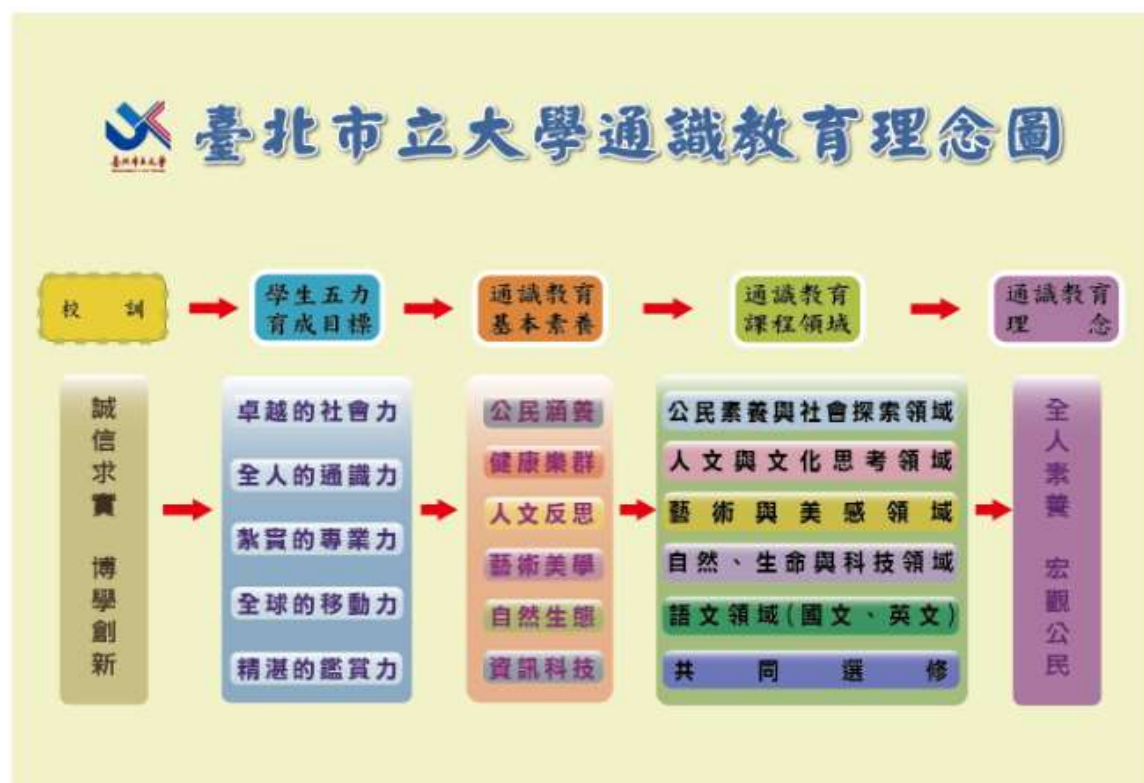 臺北市立大學通識教育理念圖
臺北市立大學
校訓
學生五力
育成目標
通識教育
基本素養
通識教育
課程領域
通識教育
理念
誠信求實 博學創新
卓越的社會力
全人的通識力
紮實的專業力
全球的移動力
精湛的鑑賞力
公民涵養
健康樂群
人文反思
藝術美學
自然生態
資訊科技
公民素養與社會探索領域
人文與文化思考領域
藝術與美感領域
自然、生命與科技領域
語文領域(國文、英文)
共同選修
全人素養 宏觀公民